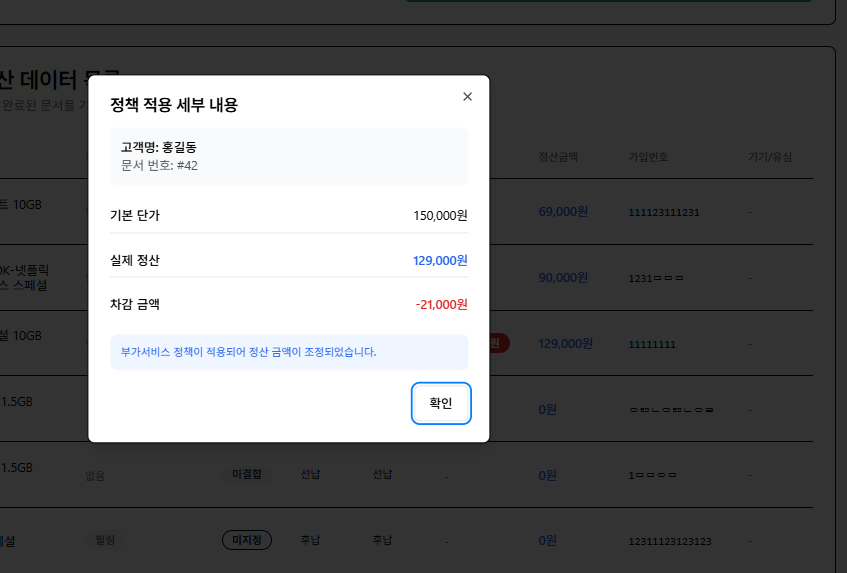 산 데이터 목록
완료된 문서를
정책 적용 세부 내용
고객명: 홍길동
문서 번호: #42
기본 단가 150,000원
실제 정산 129,000원
차감 금액 -21,000원
부가서비스 정책이 적용되어 정산 금액이 조정되었습니다.
확인
정산금액 가입번호 기기/유심
트 10GB 69,000원 111123111231 -
0K-넷플릭
스 스페셜 90,000원 1231ㅁㅁㅁ -
설 10GB 원 129,000원 11111111 -
1.5GB 0원 -
1.5GB 없음 미결합 선납 선납 - 0원 1ㅁㅁㅁㅁ -
페셜 필링 미지정 후납 후납 - 0원 12311123123123 -